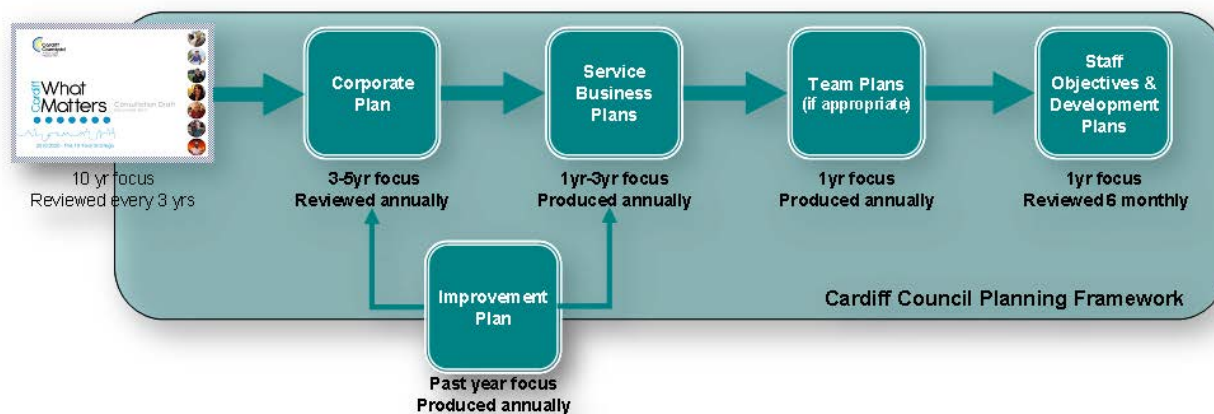 Cardiff
What
Matters
Consultation Draft
10 yr focus
Reviewed every 3 yrs
Corporate
Plan
3-5yr focus
Reviewed annually
Service
Business
Plans
1yr-3yr focus
Produced annually
Team Plans
(if appropriate)
1yr focus
Produced annually
Staff
Objectives &
Development
Plans
1yr focus
Reviewed 6 monthly
Improvement
Plan
Past year focus
Produced annually
Cardiff Council Planning Framework